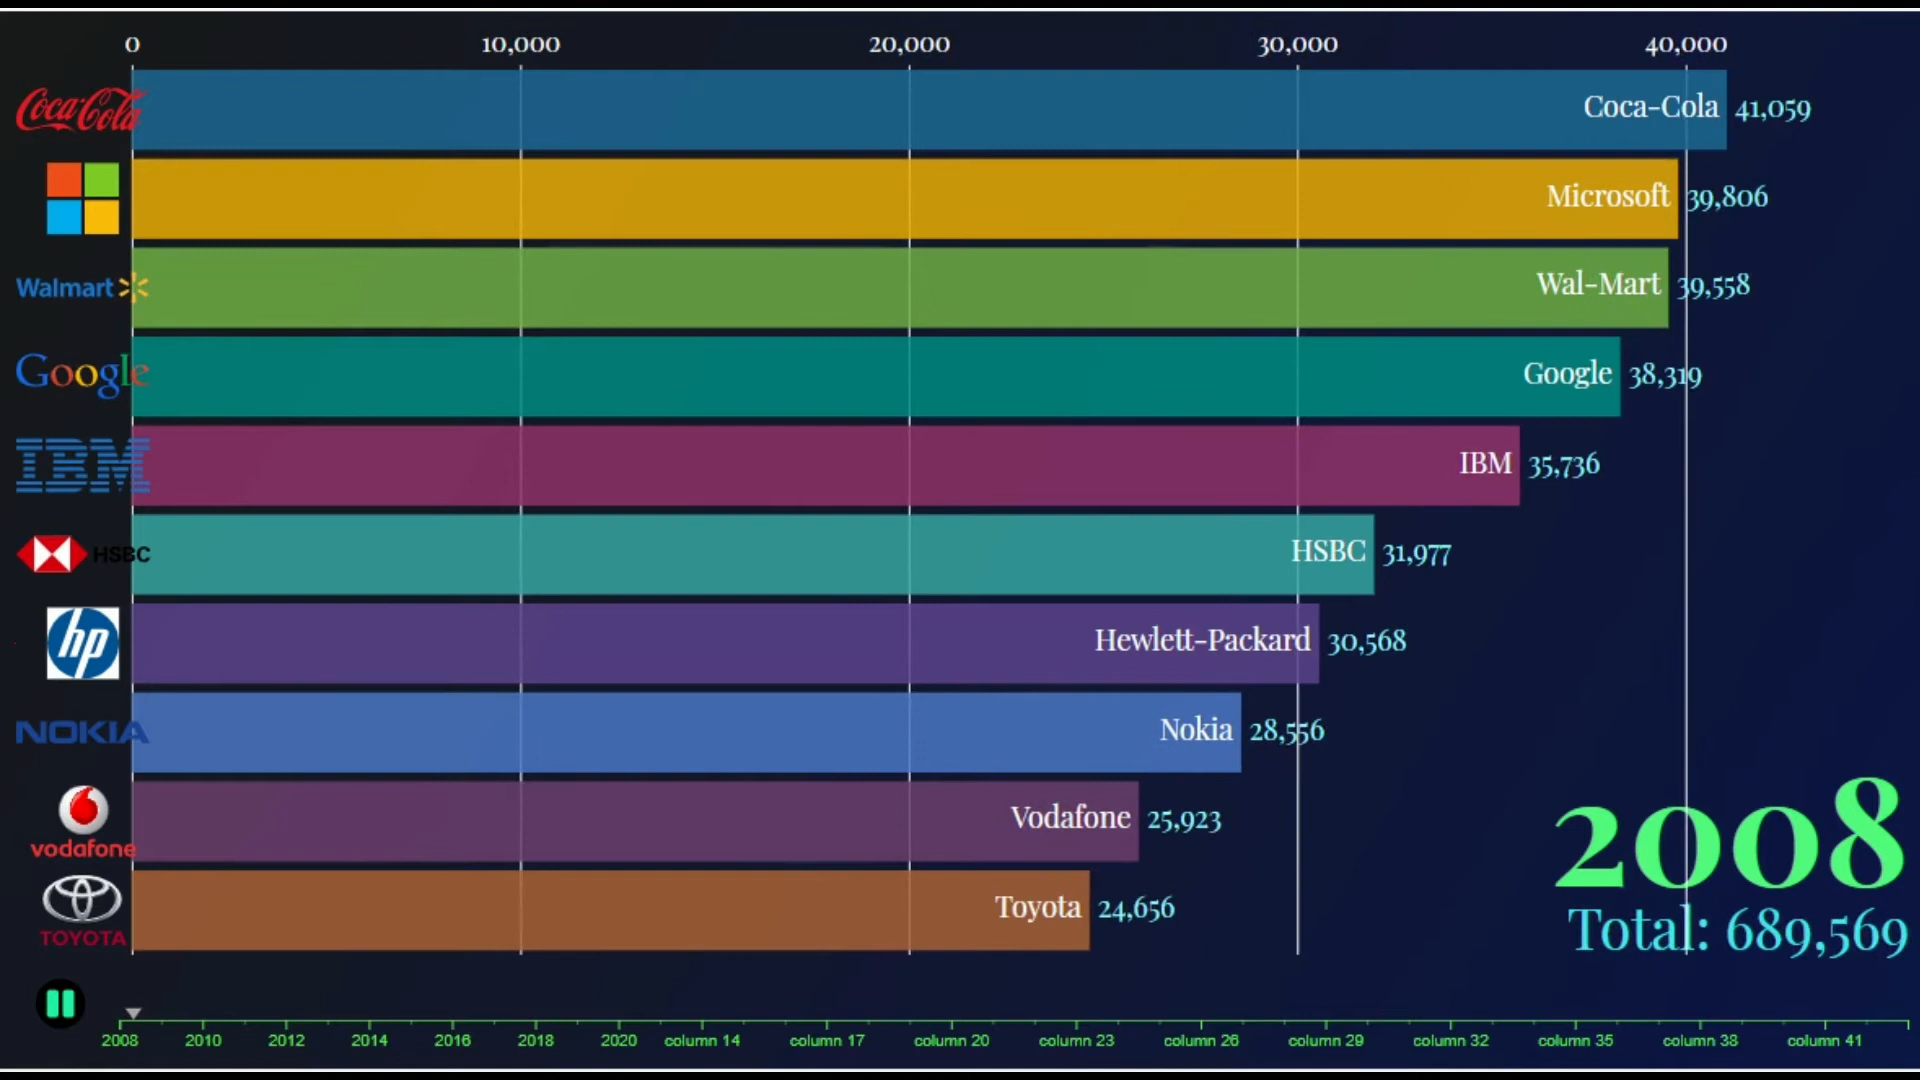 0 10,000 20,000 30,000 40,000
Coca-Cola Coca-Cola 41,059
Microsoft 39,806
Walmart Wal-Mart 39,558
Google Google 38,319
IBM IBM 35,736
HSBC HSBC 31,977
hp Hewlett-Packard 30,568
NOKIA Nokia 28,556
vodafone Vodafone 25,923
TOYOTA Toyota 24,656
2008
Total: 689,569
2008 2010 2012 2014 2016 2018 2020 column 14 column 17 column 20 column 23 column 26 column 29 column 32 column 35 column 38 column 41